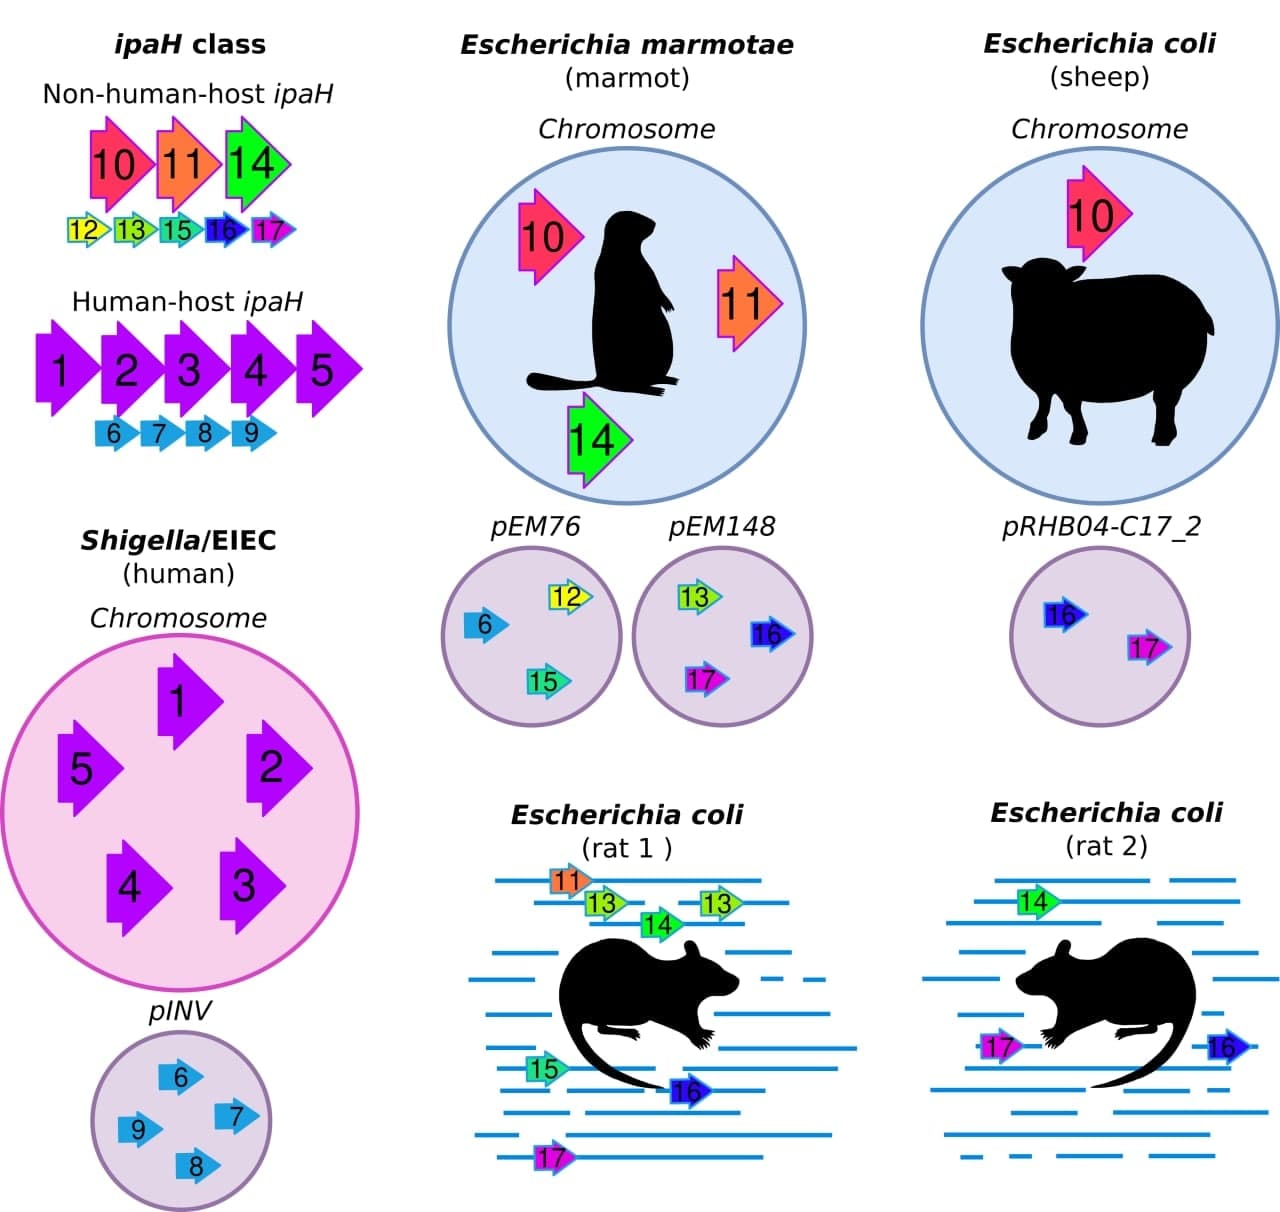 ipaH class
Non-human-host ipaH
10 11 14
12 13 15 16 17
Human-host ipaH
1 2 3 4 5
6 7 8 9
Shigella/EIEC
(human)
Chromosome
1
5 2
4 3
pINV
6
9 7
8
Escherichia marmotae
(marmot)
Chromosome
10
11
14
pEM76
12
6
15
pEM148
13
16
17
Escherichia coli
(sheep)
Chromosome
10
pRHB04-C17_2
16
17
Escherichia coli
(rat 1 )
11
13 13
14
15
16
17
Escherichia coli
(rat 2)
14
17 16